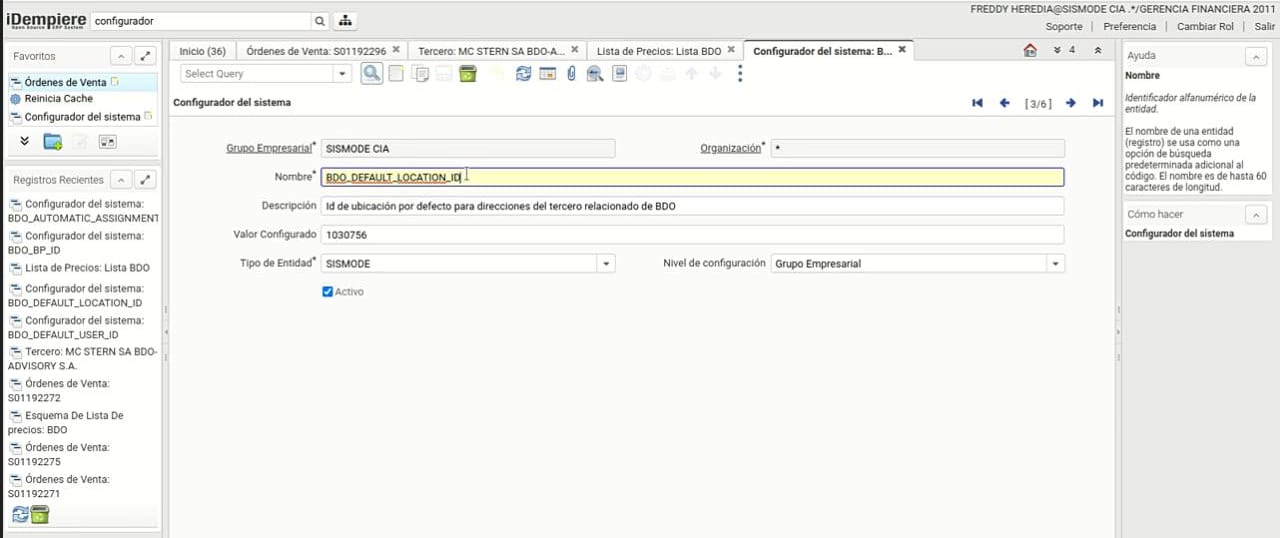 FREDDY HEREDIA@SISMODE CIA .*/GERENCIA FINANCIERA 2011
iDempiere
Open Source ERP System
configurador
Soporte | Preferencia | Cambiar Rol | Salir
Favoritos
Órdenes de Venta
Reinicia Cache
Configurador del sistema
Registros Recientes
Configurador del sistema:
BDO_AUTOMATIC_ASSIGNMENT
Configurador del sistema:
BDO_BP_ID
Lista de Precios: Lista BDO
Configurador del sistema:
BDO_DEFAULT_LOCATION_ID
Configurador del sistema:
BDO_DEFAULT_USER_ID
Tercero: MC STERN SA BDO-
ADVISORY S.A.
Órdenes de Venta:
S01192272
Esquema De Lista De
precios: BDO
Órdenes de Venta:
S01192275
Órdenes de Venta:
S01192271
Inicio (36) Órdenes de Venta: S01192296 Tercero: MC STERN SA BDO-A... Lista de Precios: Lista BDO Configurador del sistema: B... 4
Select Query
Configurador del sistema [3/6]
Grupo Empresarial* SISMODE CIA Organización* *
Nombre* BDO_DEFAULT_LOCATION_ID
Descripción Id de ubicación por defecto para direcciones del tercero relacionado de BDO
Valor Configurado 1030756
Tipo de Entidad* SISMODE Nivel de configuración Grupo Empresarial
Activo
Ayuda
Nombre
Identificador alfanumérico de la
entidad.
El nombre de una entidad
(registro) se usa como una
opción de búsqueda
predeterminada adicional al
código. El nombre es de hasta 60
caracteres de longitud.
Cómo hacer
Configurador del sistema